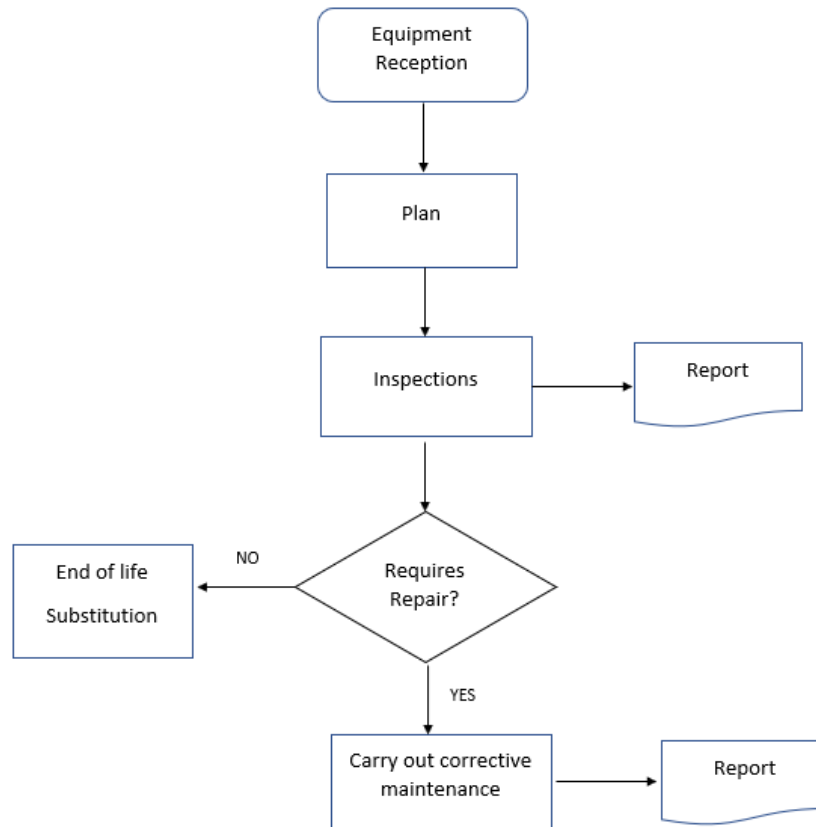 Equipment
Reception
Plan
Inspections
Report
Requires
Repair?
NO
End of life
Substitution
YES
Carry out corrective
maintenance
Report